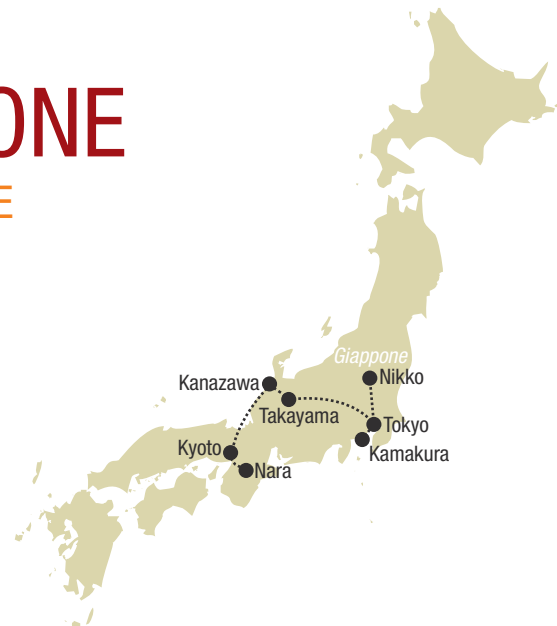 ONE
E
Giappone
Nikko
Kanazawa
Takayama
Tokyo
Kamakura
Kyoto
Nara